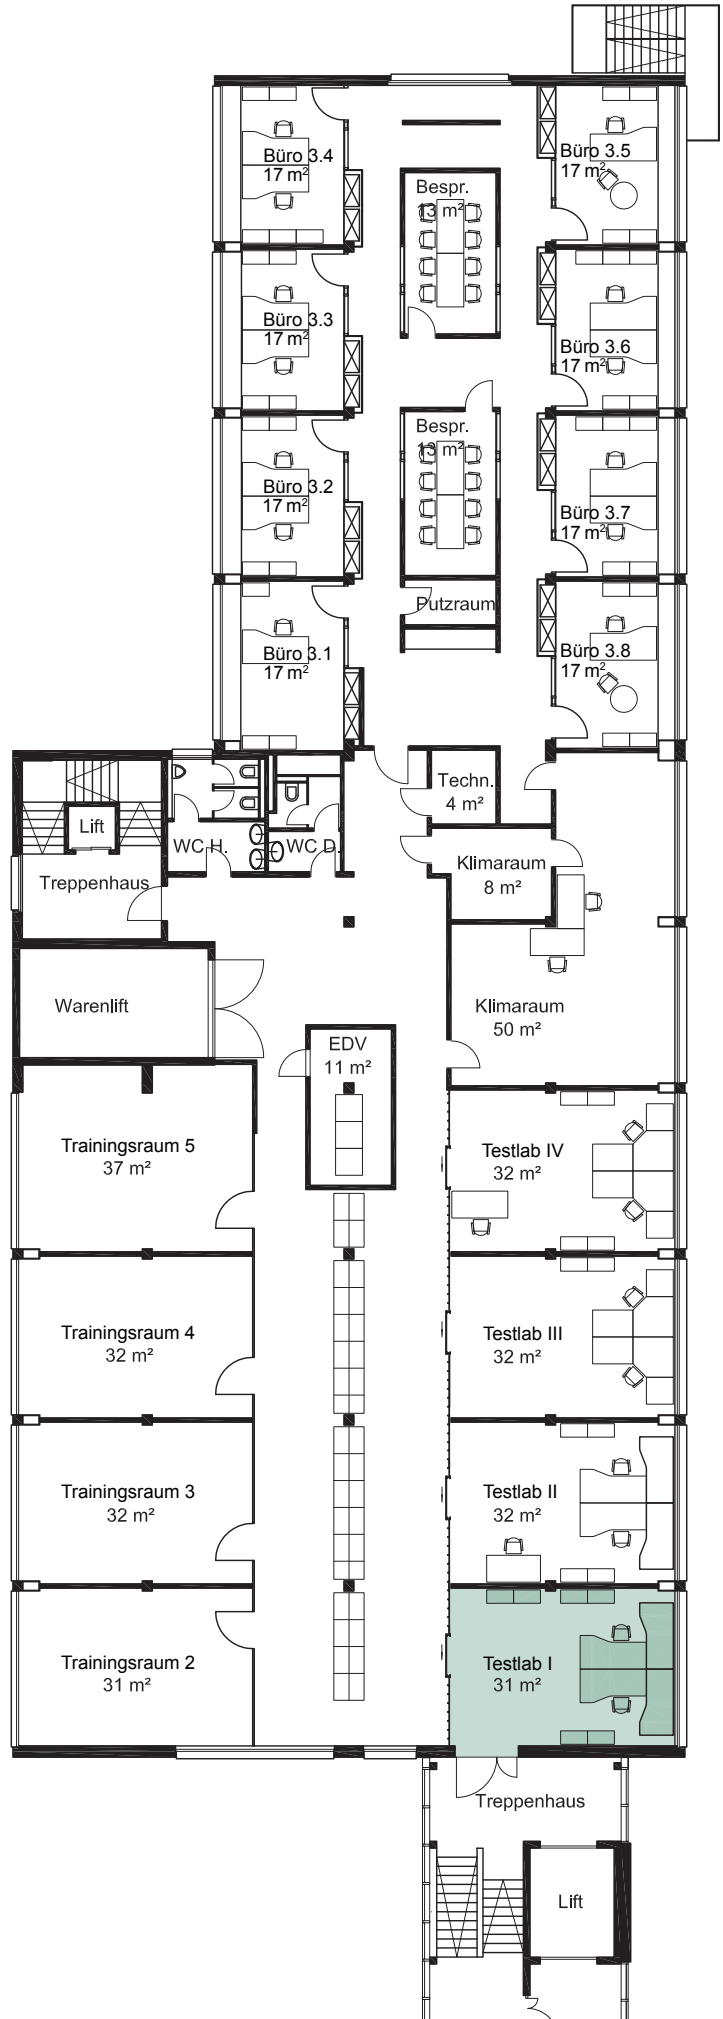 Büro 3.4
17 m²
Bespr.
13 m²
Büro 3.5
17 m²
Büro 3.3
17 m²
Büro 3.6
17 m²
Büro 3.2
17 m²
Bespr.
13 m²
Büro 3.7
17 m²
Büro 3.1
17 m²
Putzraum
Büro 3.8
17 m²
Lift
Treppenhaus
WC H.
WC D.
Techn.
4 m²
Klimaraum
8 m²
Warenlift
EDV
11 m²
Klimaraum
50 m²
Trainingsraum 5
37 m²
Testlab IV
32 m²
Trainingsraum 4
32 m²
Testlab III
32 m²
Trainingsraum 3
32 m²
Testlab II
32 m²
Trainingsraum 2
31 m²
Testlab I
31 m²
Treppenhaus
Lift